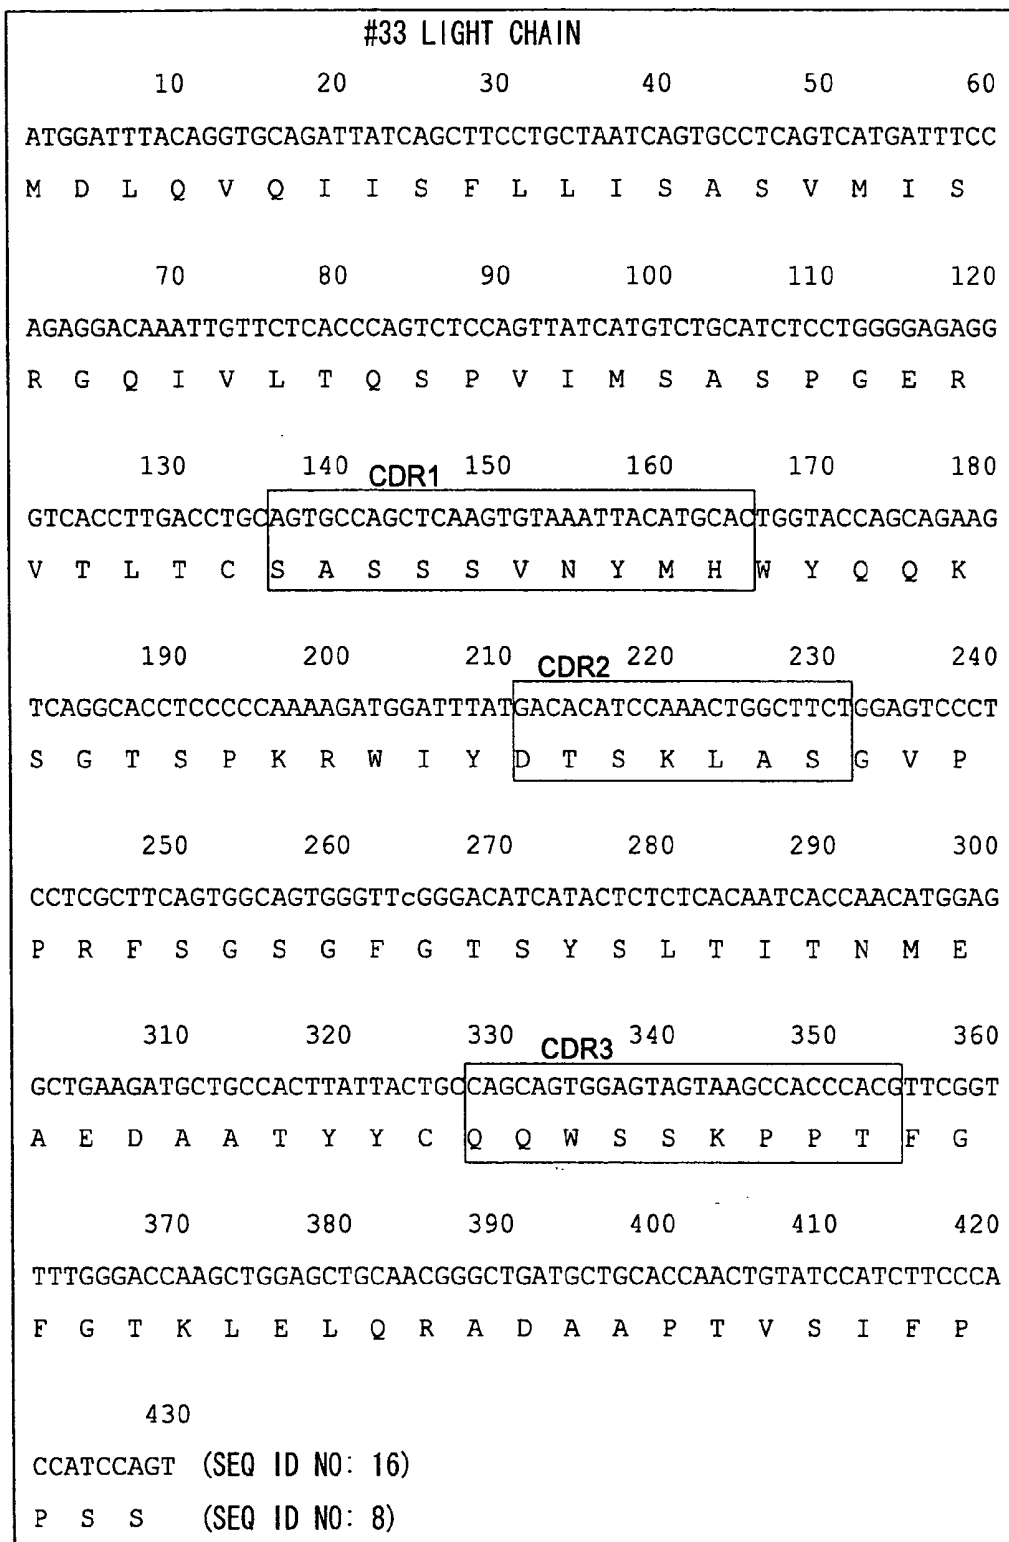 #33 LIGHT CHAIN
10 20 30 40 50 60
ATGGATTTACAGGTGCAGATTATCAGCTTCCTGCTAATCAGTGCCTCAGTCATGATTTCC
M D L Q V Q I I S F L L I S A S V M I S
70 80 90 100 110 120
AGAGGACAAATTGTTCTCACCCAGTCTCCAGTTATCATGTCTGCATCTCCTGGGGAGAGG
R G Q I V L T Q S P V I M S A S P G E R
130 140 CDR1 150 160 170 180
GTCACCTTGACCTGCAGTGCCAGCTCAAGTGTAAATTACATGCACTGGTACCAGCAGAAG
V T L T C S A S S S V N Y M H W Y Q Q K
190 200 210 CDR2 220 230 240
TCAGGCACCTCCCCCAAAAGATGGATTTATGACACATCCAAACTGGCTTCTGGAGTCCCT
S G T S P K R W I Y D T S K L A S G V P
250 260 270 280 290 300
CCTCGCTTCAGTGGCAGTGGGTTcGGGACATCATACTCTCTCACAATCACCAACATGGAG
P R F S G S G F G T S Y S L T I T N M E
310 320 330 CDR3 340 350 360
GCTGAAGATGCTGCCACTTATTACTGCCAGCAGTGGAGTAGTAAGCCACCCACGTTCGGT
A E D A A T Y Y C Q Q W S S K P P T F G
370 380 390 400 410 420
TTTGGGACCAAGCTGGAGCTGCAACGGGCTGATGCTGCACCAACTGTATCCATCTTCCCA
F G T K L E L Q R A D A A P T V S I F P
430
CCATCCAGT (SEQ ID NO: 16)
P S S (SEQ ID NO: 8)